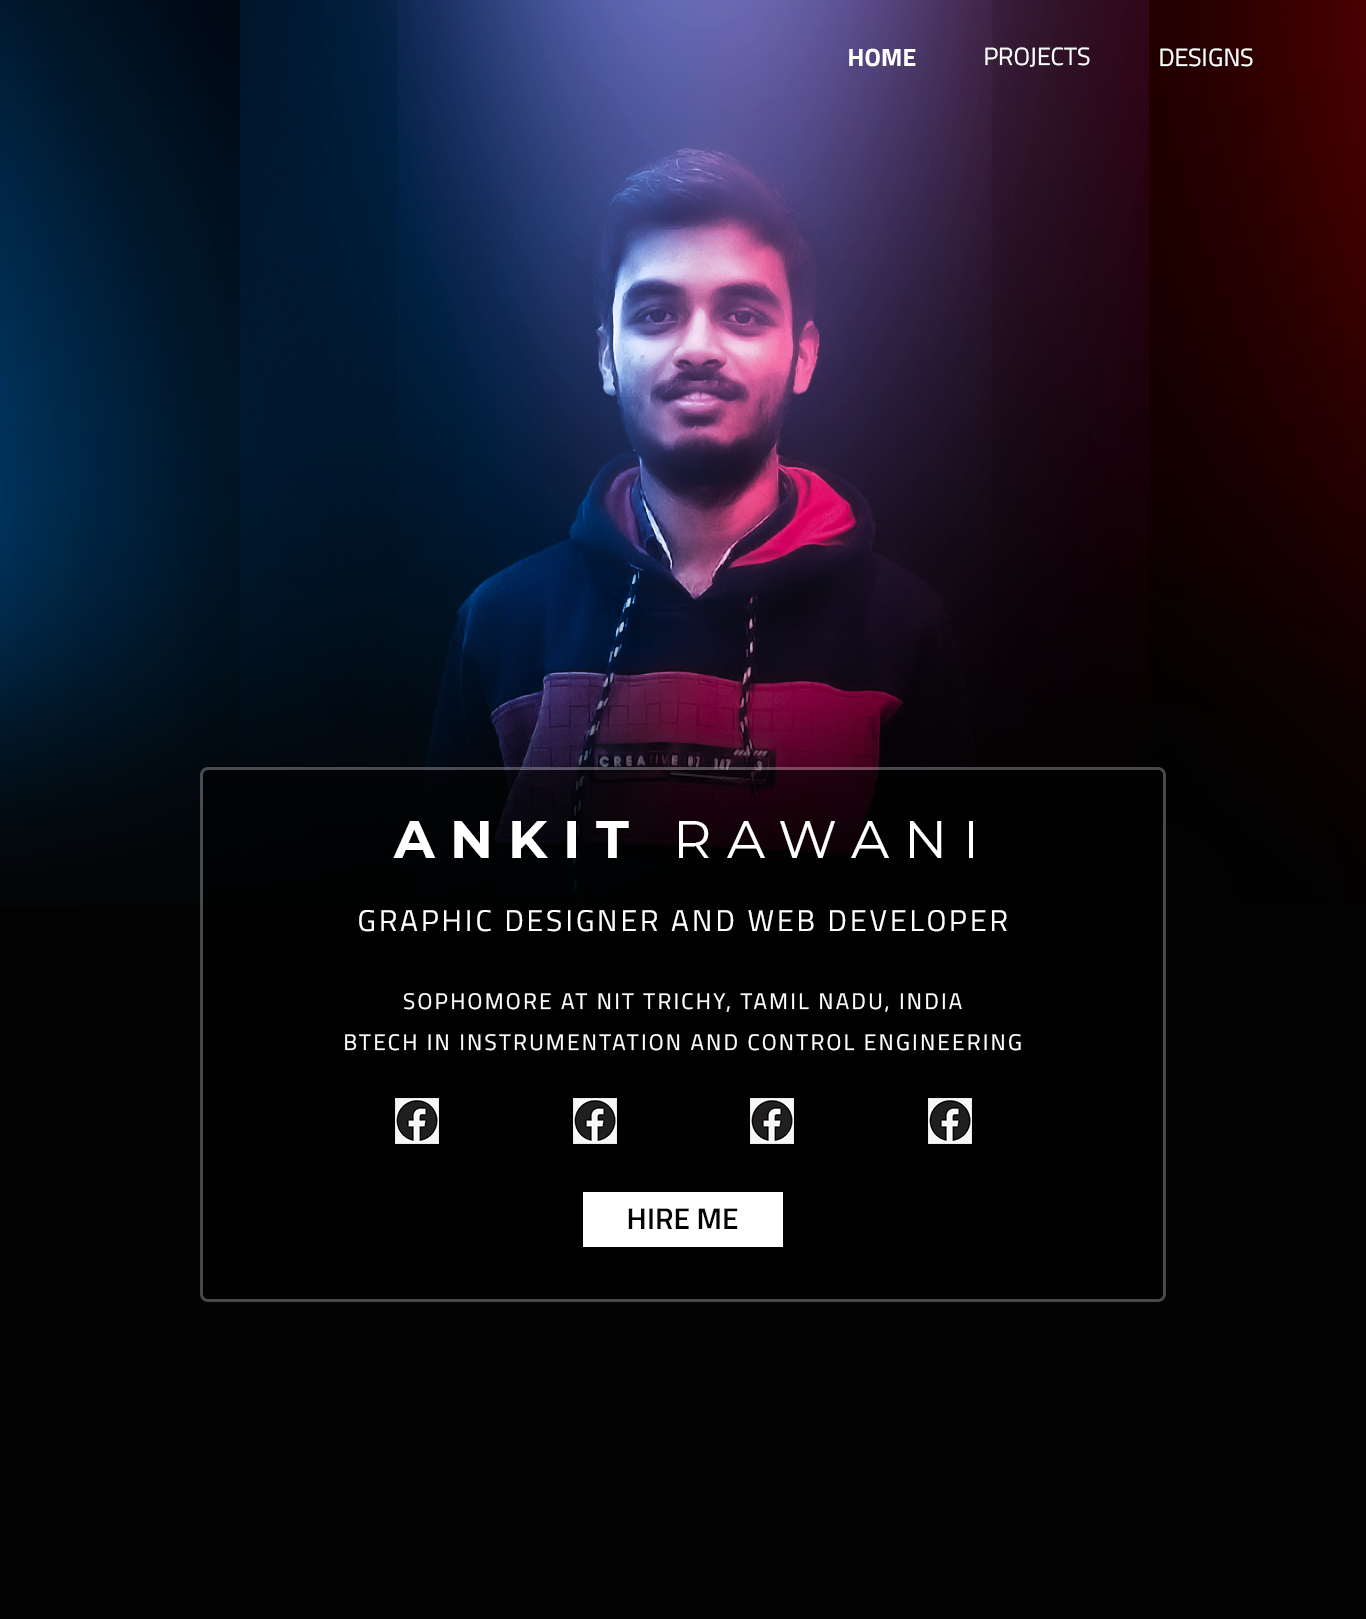 HOME PROJECTS DESIGNS
CREATIVE 07 147 3
ANKIT RAWANI
GRAPHIC DESIGNER AND WEB DEVELOPER
SOPHOMORE AT NIT TRICHY, TAMIL NADU, INDIA
BTECH IN INSTRUMENTATION AND CONTROL ENGINEERING
HIRE ME